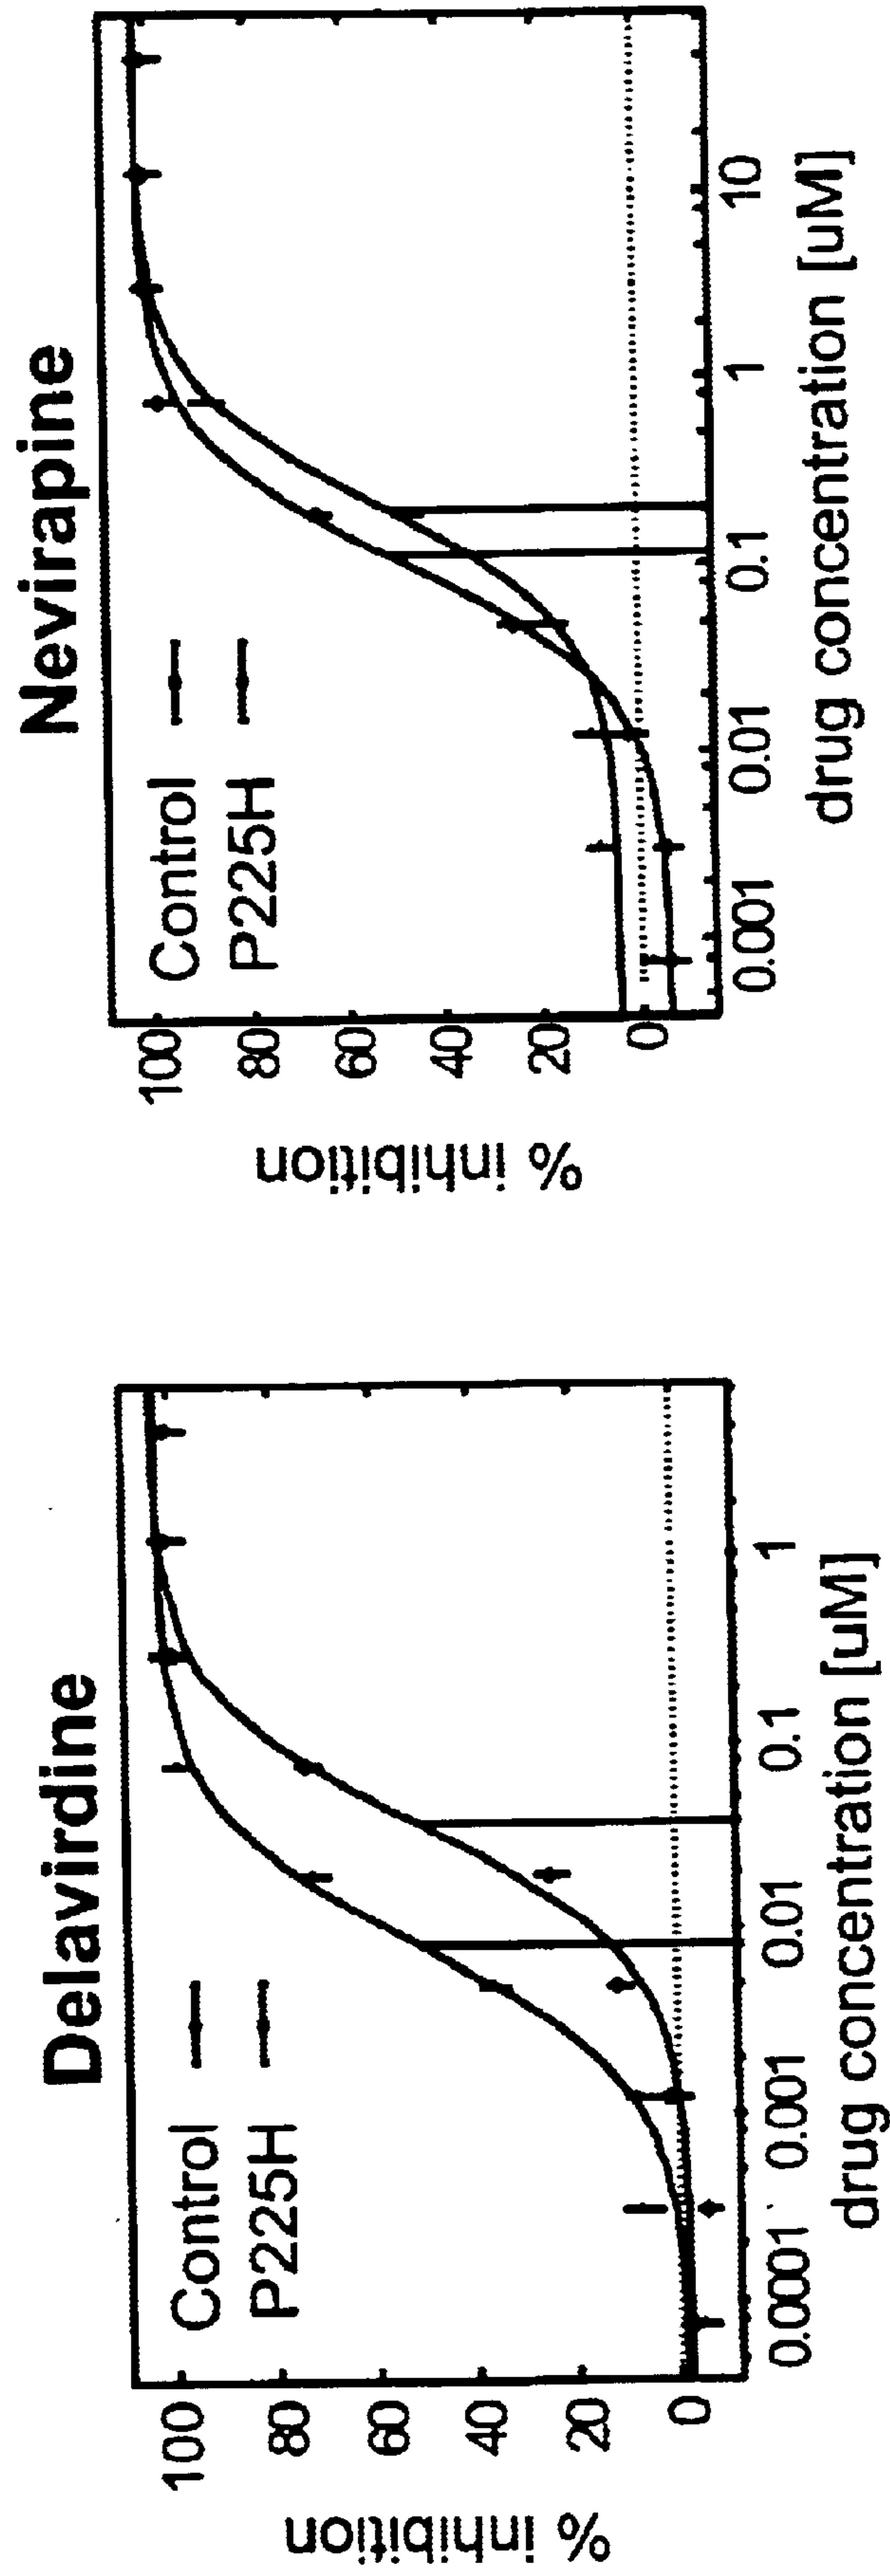 Delavirdine
Control
P225H
% inhibition
100
80
60
40
20
0
0.0001 0.001 0.01 0.1 1
drug concentration [uM]
Nevirapine
Control
P225H
% inhibition
100
80
60
40
20
0
0.001 0.01 0.1 1 10
drug concentration [uM]